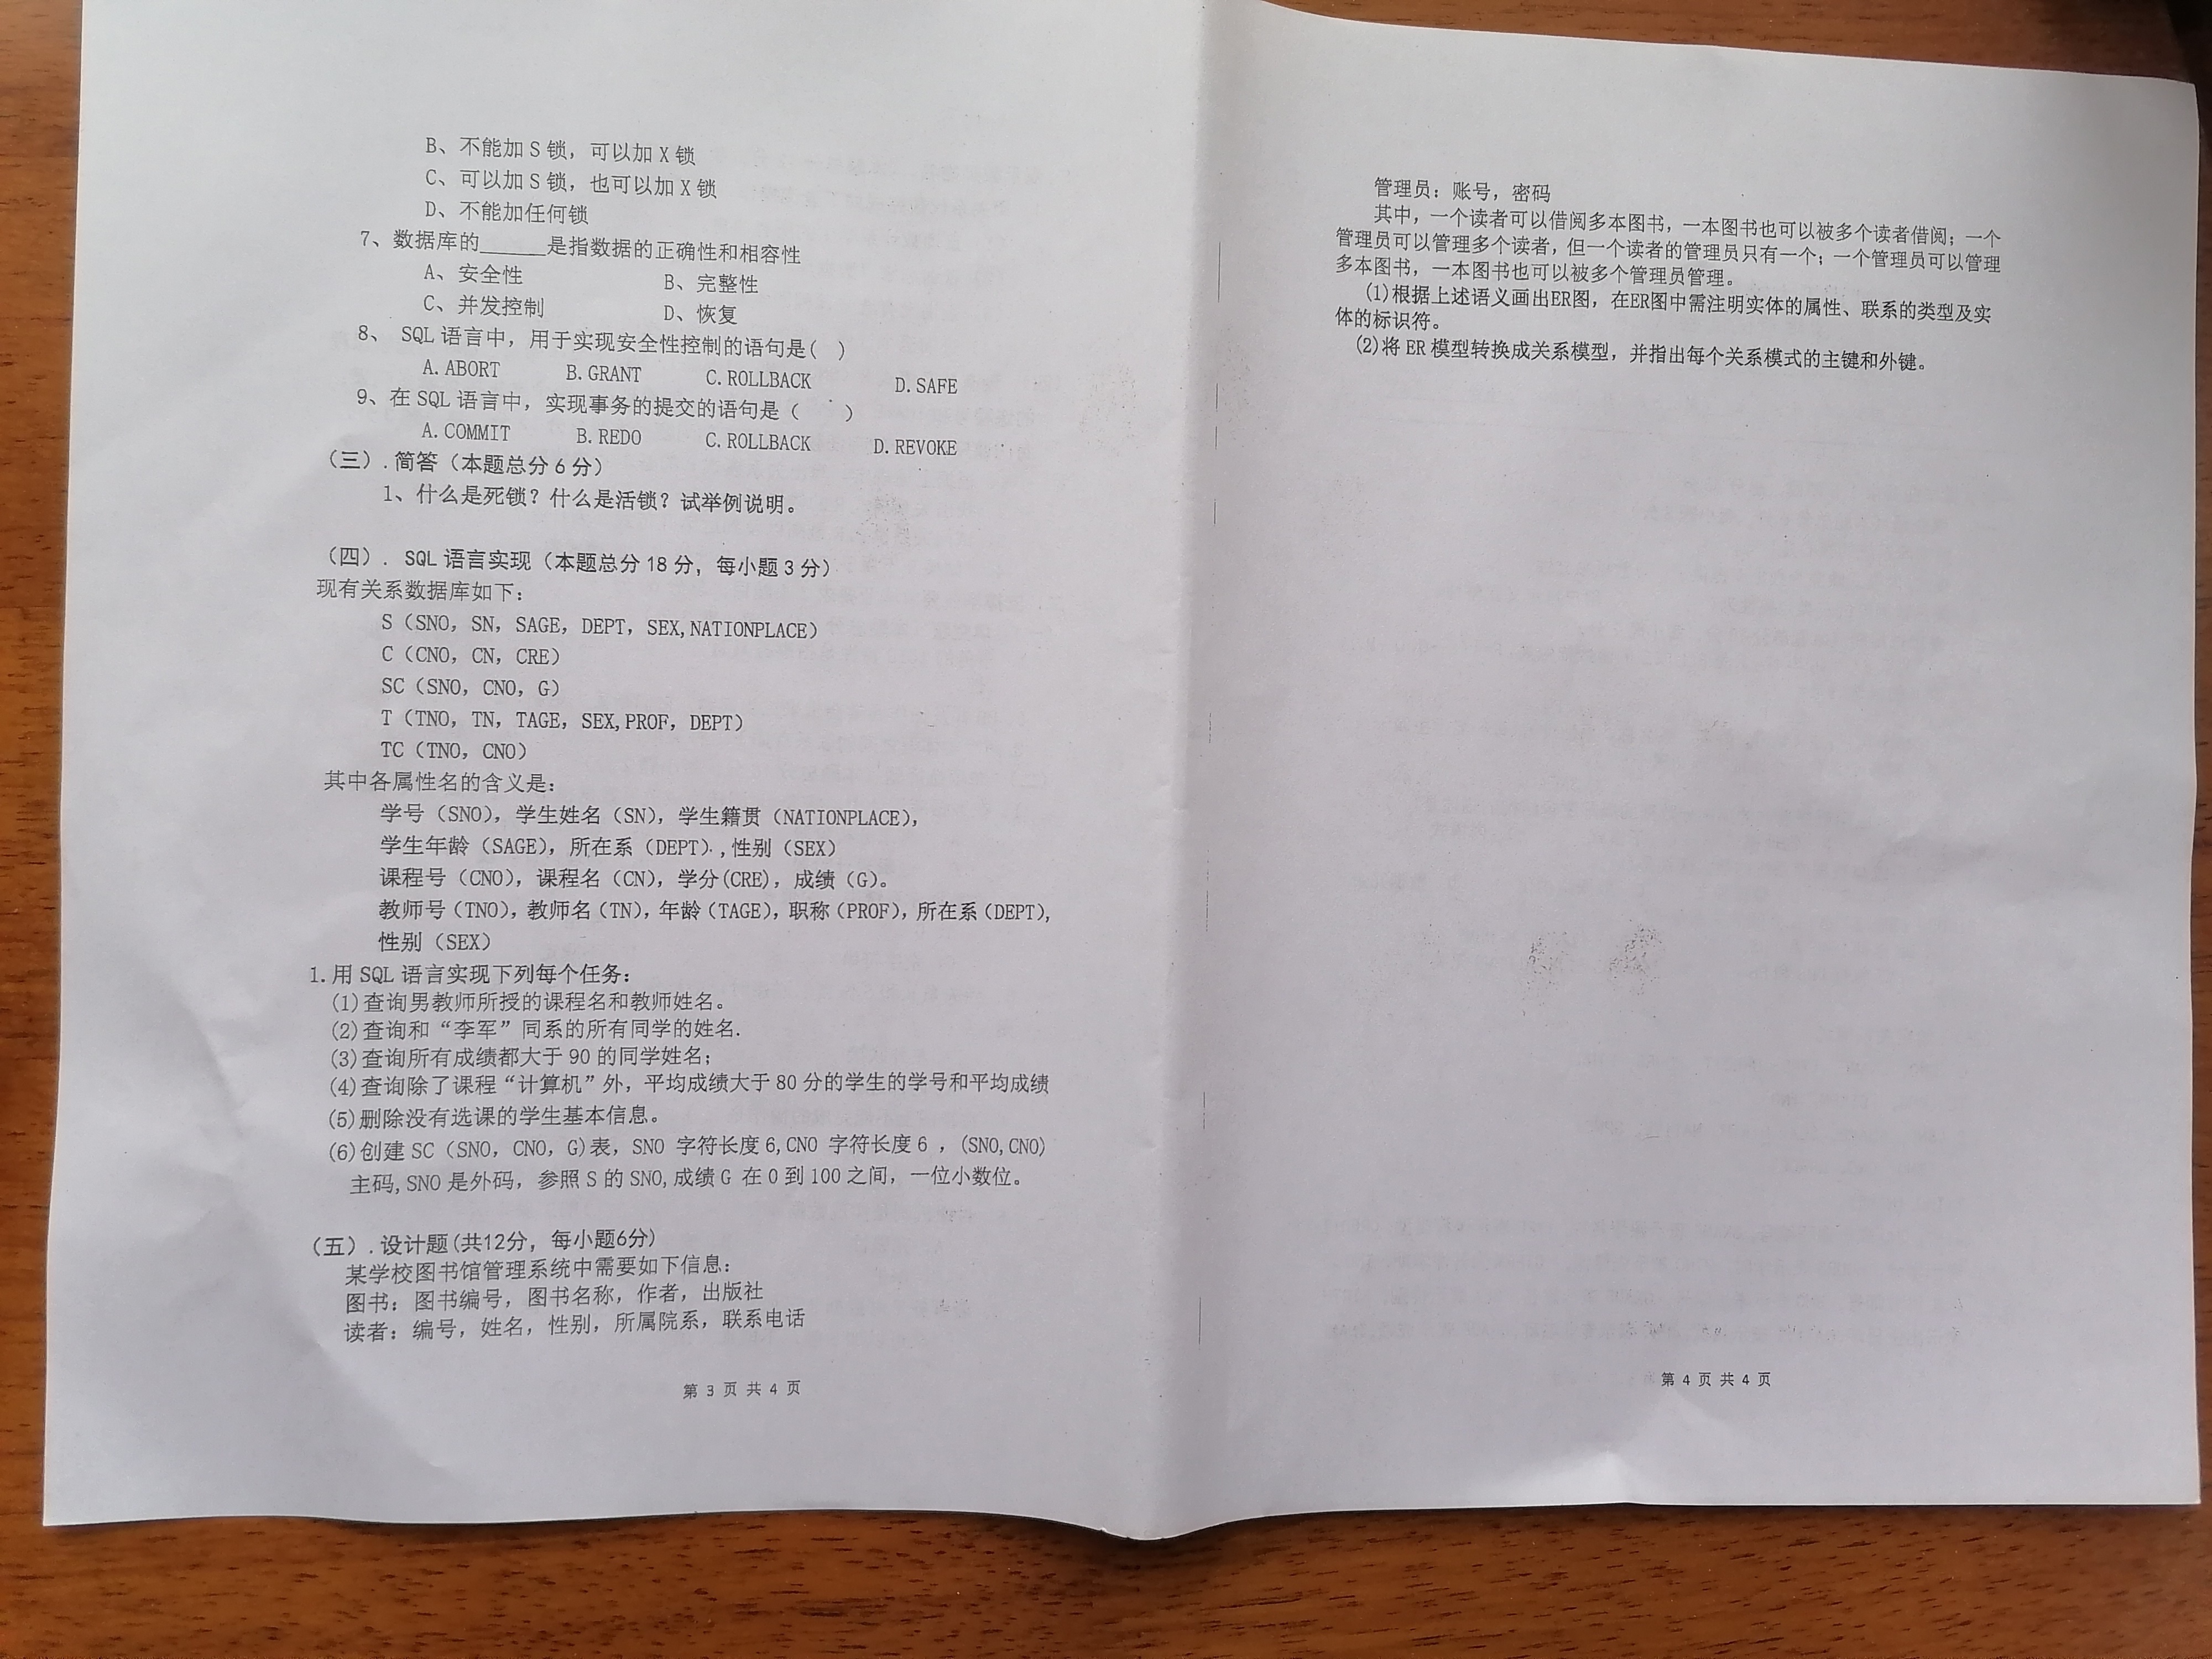 B、不能加 S 锁，可以加 X 锁
C、可以加 S 锁，也可以加 X 锁
D、不能加任何锁
7、数据库的______是指数据的正确性和相容性
A、安全性 B、完整性
C、并发控制 D、恢复
8、 SQL 语言中，用于实现安全性控制的语句是( )
A.ABORT B.GRANT C.ROLLBACK D.SAFE
9、在 SQL 语言中，实现事务的提交的语句是（ ）
A.COMMIT B.REDO C.ROLLBACK D.REVOKE
（三）.简答（本题总分 6 分）
1、什么是死锁？什么是活锁？试举例说明。
（四）. SQL 语言实现（本题总分 18 分，每小题 3 分）
现有关系数据库如下：
S（SNO，SN，SAGE，DEPT，SEX,NATIONPLACE）
C（CNO，CN，CRE）
SC（SNO，CNO，G）
T（TNO，TN，TAGE，SEX,PROF，DEPT）
TC（TNO，CNO）
其中各属性名的含义是：
学号（SNO），学生姓名（SN），学生籍贯（NATIONPLACE），
学生年龄（SAGE），所在系（DEPT）,性别（SEX）
课程号（CNO），课程名（CN），学分(CRE)，成绩（G）。
教师号（TNO），教师名（TN），年龄（TAGE），职称（PROF），所在系（DEPT），
性别（SEX）
1.用 SQL 语言实现下列每个任务：
(1)查询男教师所授的课程名和教师姓名。
(2)查询和“李军”同系的所有同学的姓名.
(3)查询所有成绩都大于 90 的同学姓名；
(4)查询除了课程“计算机”外，平均成绩大于 80 分的学生的学号和平均成绩
(5)删除没有选课的学生基本信息。
(6)创建 SC（SNO，CNO，G)表，SNO 字符长度 6,CNO 字符长度 6 ，(SNO,CNO)
主码,SNO 是外码，参照 S 的 SNO,成绩 G 在 0 到 100 之间，一位小数位。
（五）.设计题(共12分，每小题6分)
某学校图书馆管理系统中需要如下信息：
图书：图书编号，图书名称，作者，出版社
读者：编号，姓名，性别，所属院系，联系电话
第 3 页 共 4 页
管理员：账号，密码
其中，一个读者可以借阅多本图书，一本图书也可以被多个读者借阅；一个
管理员可以管理多个读者，但一个读者的管理员只有一个；一个管理员可以管理
多本图书，一本图书也可以被多个管理员管理。
(1)根据上述语义画出ER图，在ER图中需注明实体的属性、联系的类型及实
体的标识符。
(2)将 ER 模型转换成关系模型，并指出每个关系模式的主键和外键。
第 4 页 共 4 页